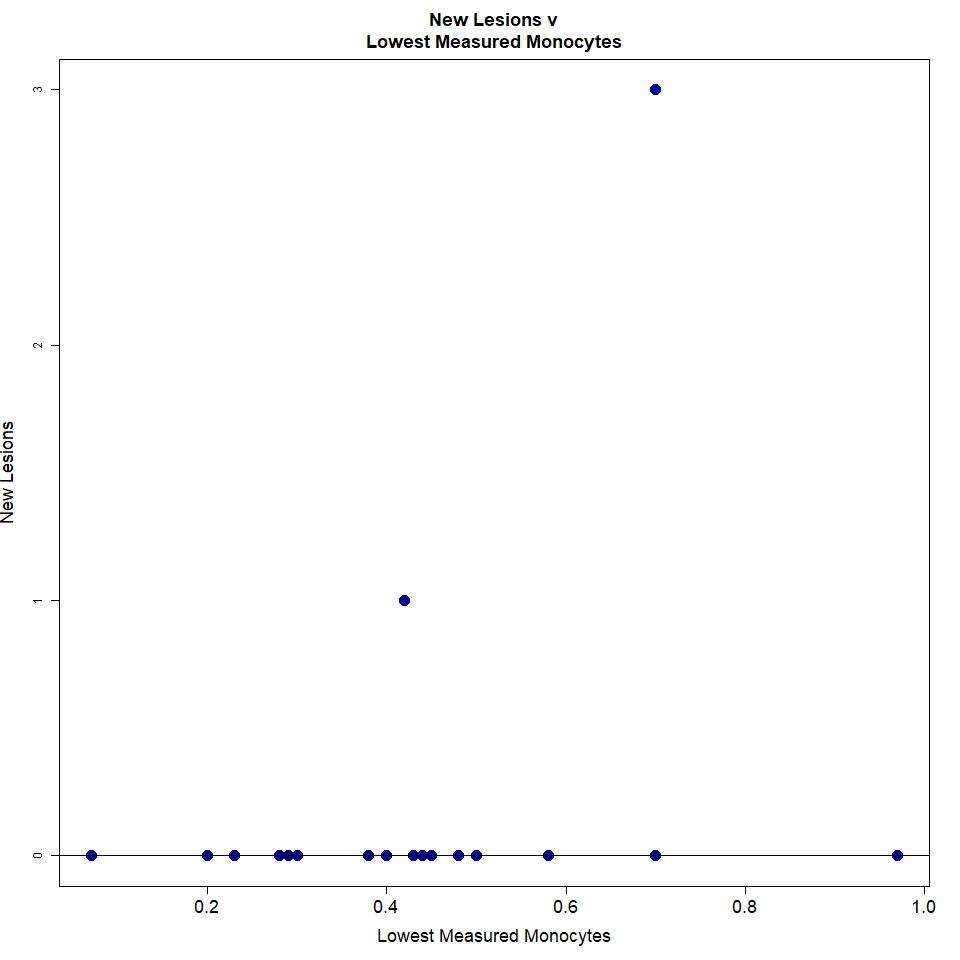 New Lesions v
Lowest Measured Monocytes
3
2
1
0
New Lesions
0.2 0.4 0.6 0.8 1.0
Lowest Measured Monocytes